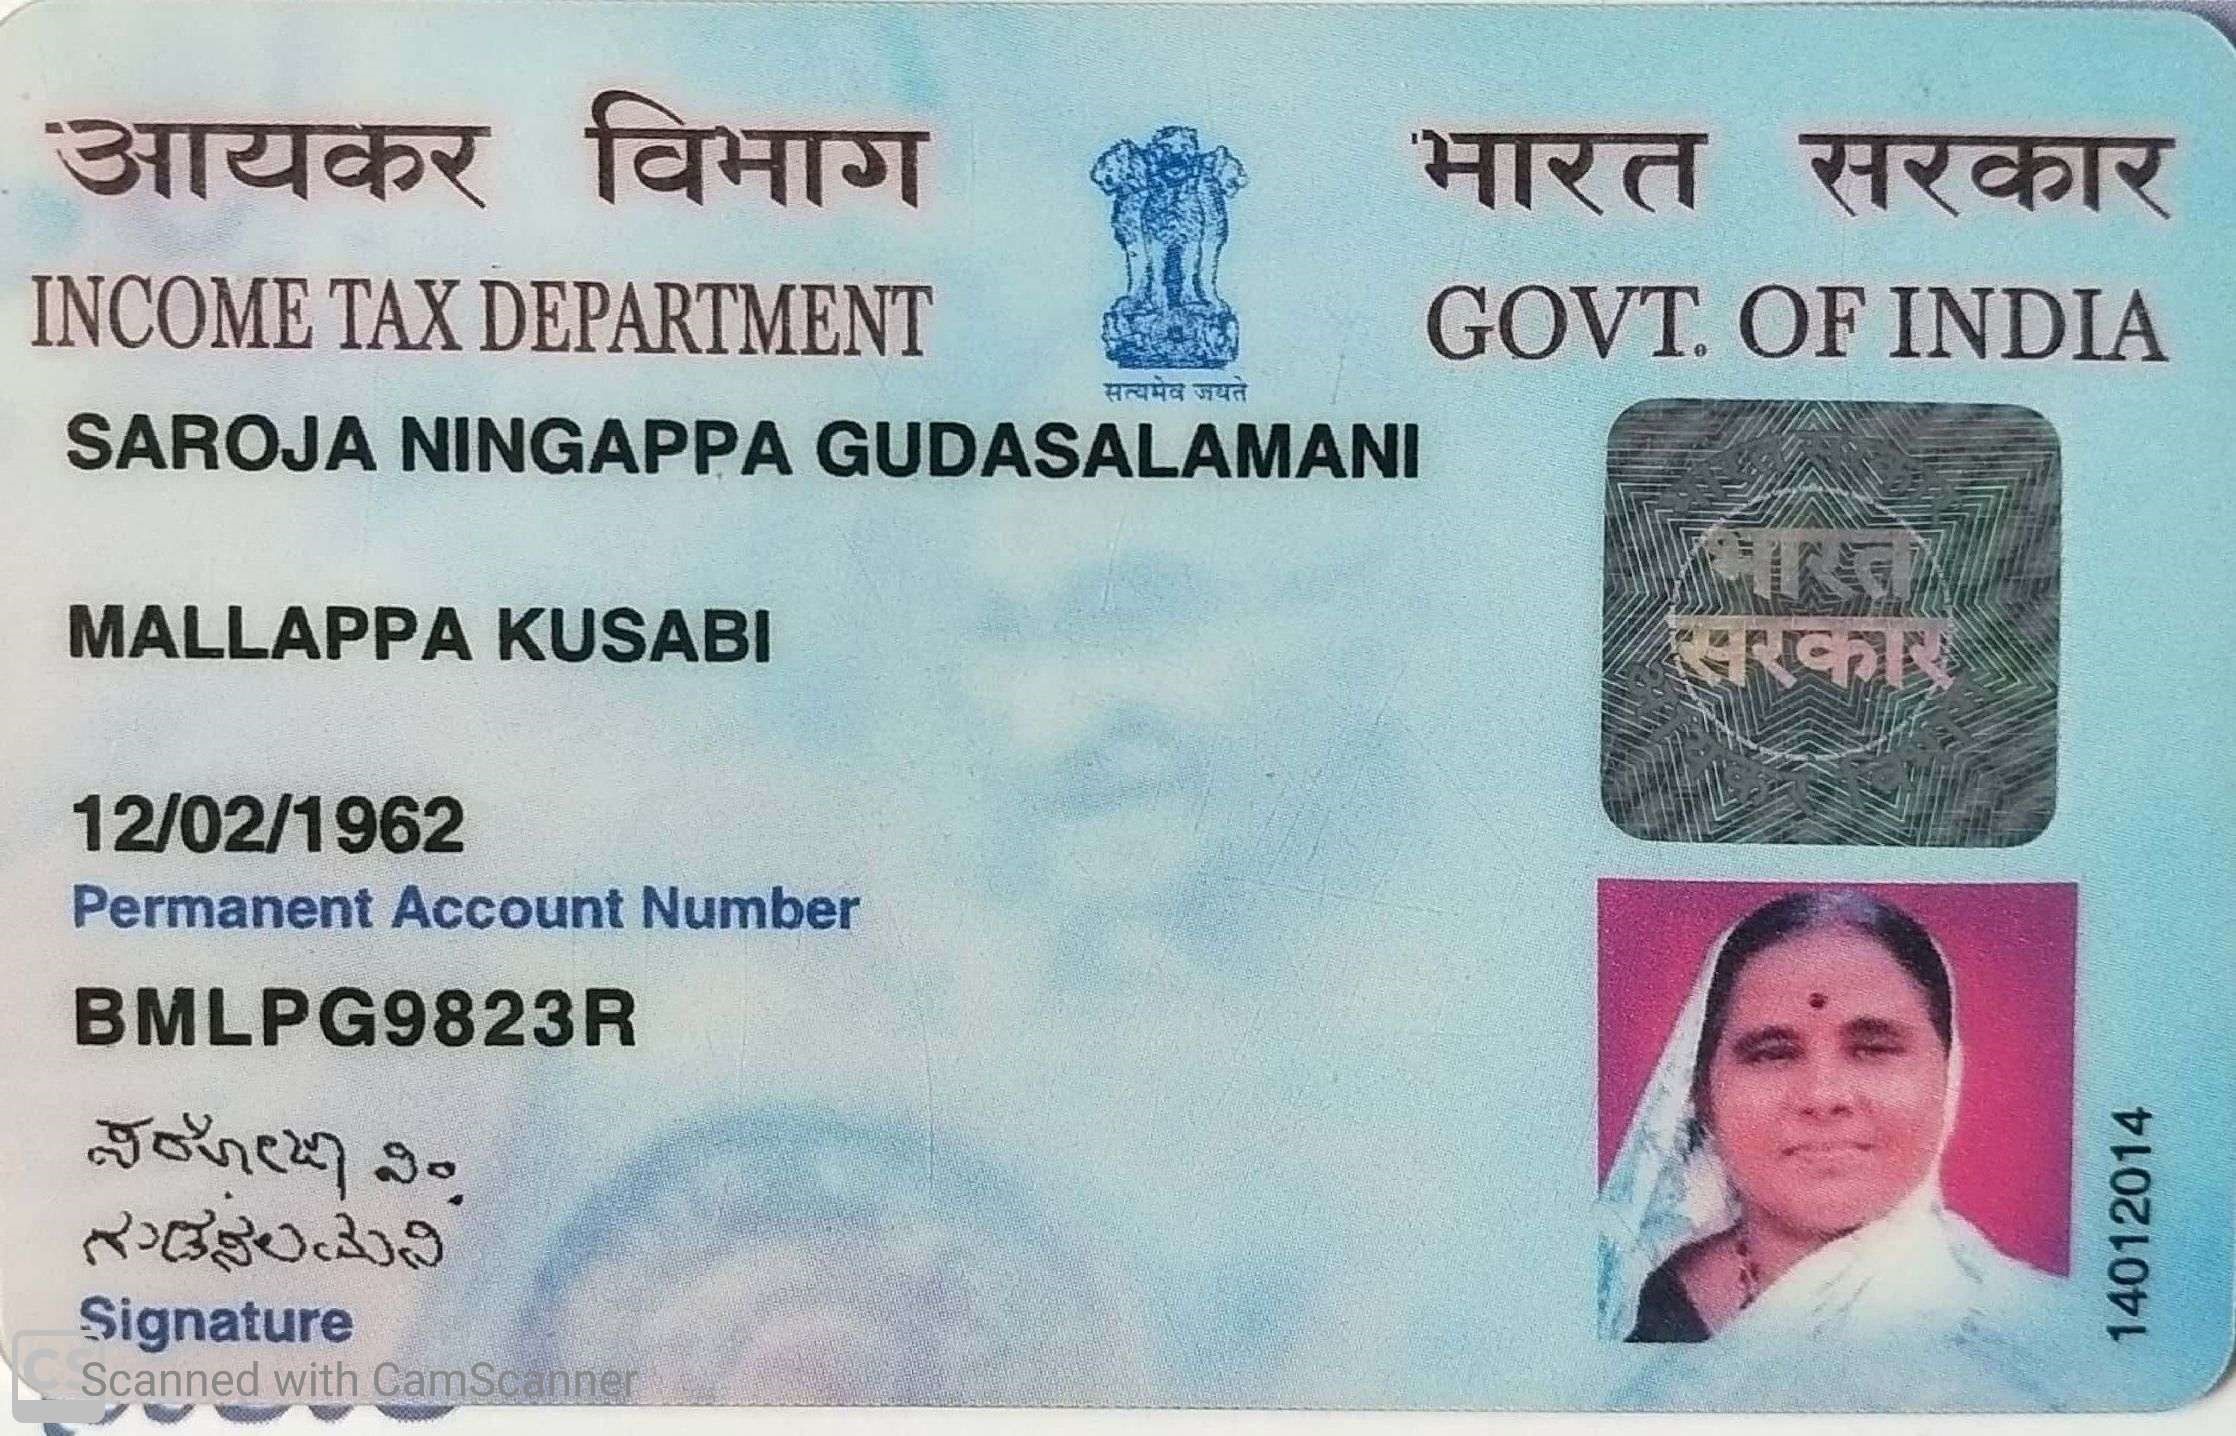 आयकर विभाग
INCOME TAX DEPARTMENT
सत्यमेव जयते
भारत सरकार
GOVT. OF INDIA
SAROJA NINGAPPA GUDASALAMANI
भारत
सरकार
MALLAPPA KUSABI
12/02/1962
Permanent Account Number
BMLPG9823R
ಸರೋಜಾ ನಿಂ.
ಗುಡಸಲಮನಿ
Signature
14012014
CS Scanned with CamScanner